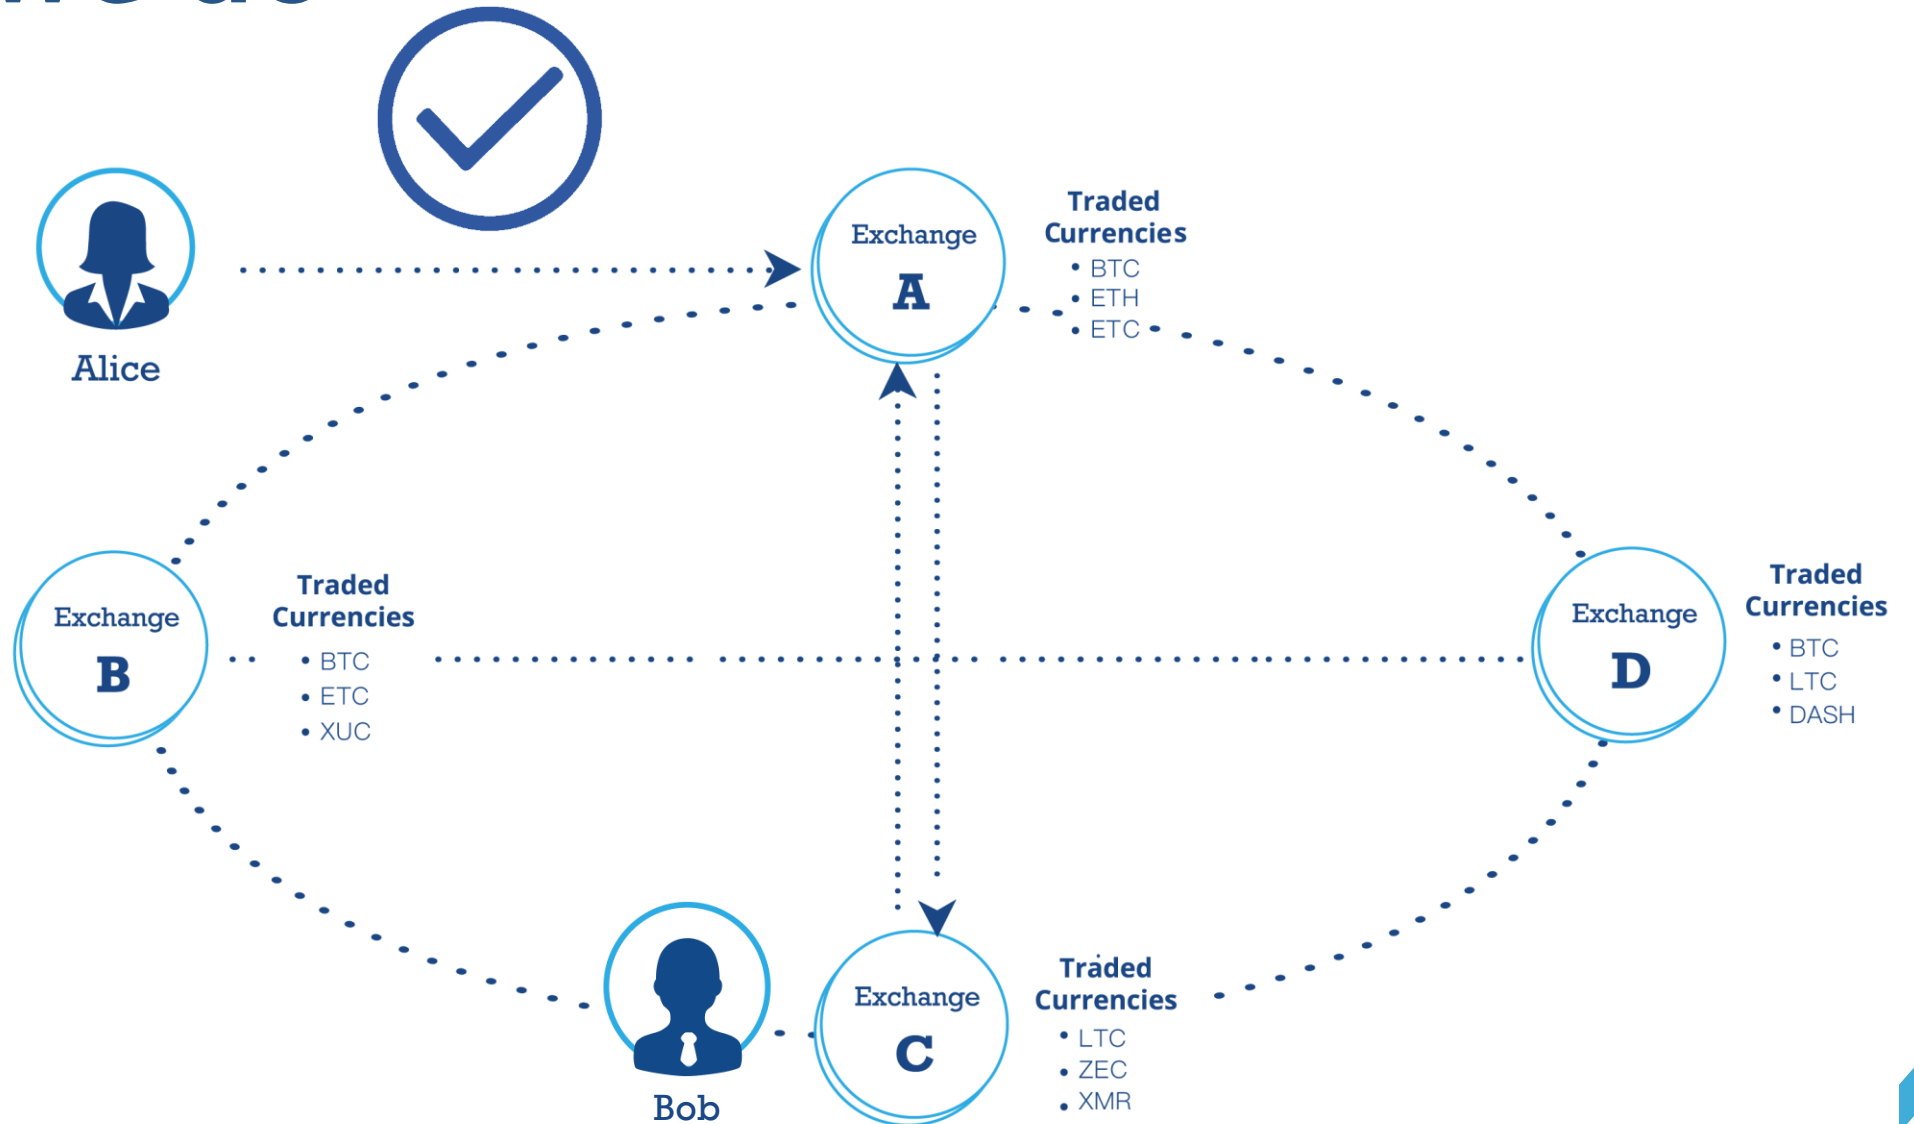 Traded
Currencies
• BTC
• ETH
• ETC
Exchange
A
Alice
Exchange
B
Traded
Currencies
• BTC
• ETC
• XUC
Exchange
D
Traded
Currencies
• BTC
• LTC
• DASH
Bob
Exchange
C
Traded
Currencies
• LTC
• ZEC
• XMR